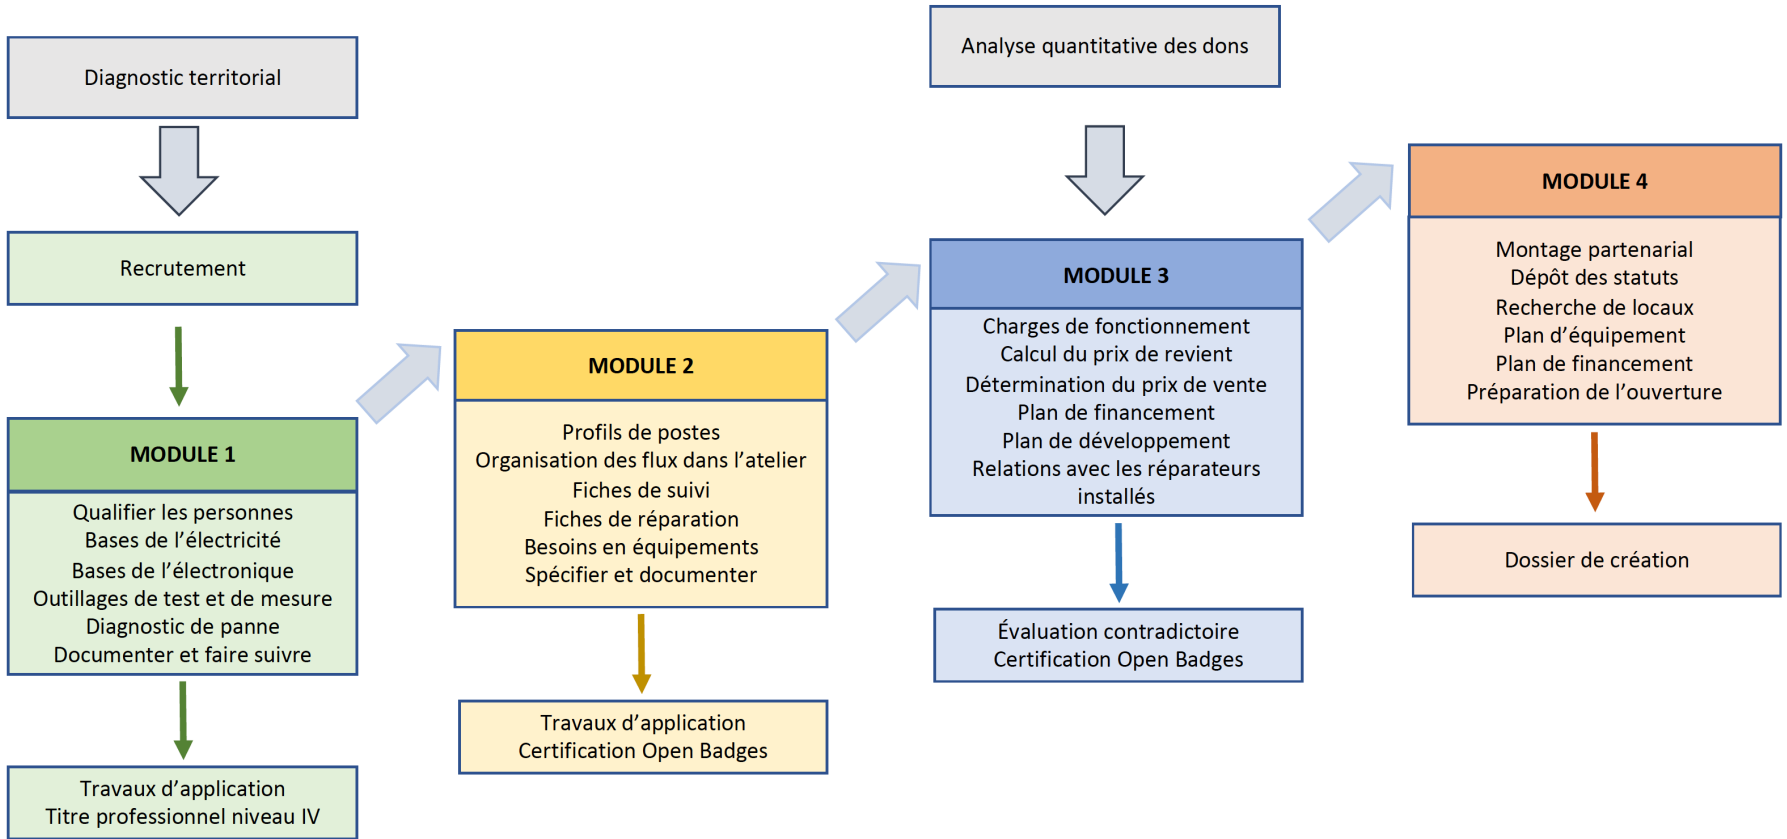 Diagnostic territorial
Recrutement
MODULE 1
Qualifier les personnes
Bases de l’électricité
Bases de l’électronique
Outillages de test et de mesure
Diagnostic de panne
Documenter et faire suivre
Travaux d’application
Titre professionnel niveau IV
MODULE 2
Profils de postes
Organisation des flux dans l’atelier
Fiches de suivi
Fiches de réparation
Besoins en équipements
Spécifier et documenter
Travaux d’application
Certification Open Badges
Analyse quantitative des dons
MODULE 3
Charges de fonctionnement
Calcul du prix de revient
Détermination du prix de vente
Plan de financement
Plan de développement
Relations avec les réparateurs
installés
Évaluation contradictoire
Certification Open Badges
MODULE 4
Montage partenarial
Dépôt des statuts
Recherche de locaux
Plan d’équipement
Plan de financement
Préparation de l’ouverture
Dossier de création